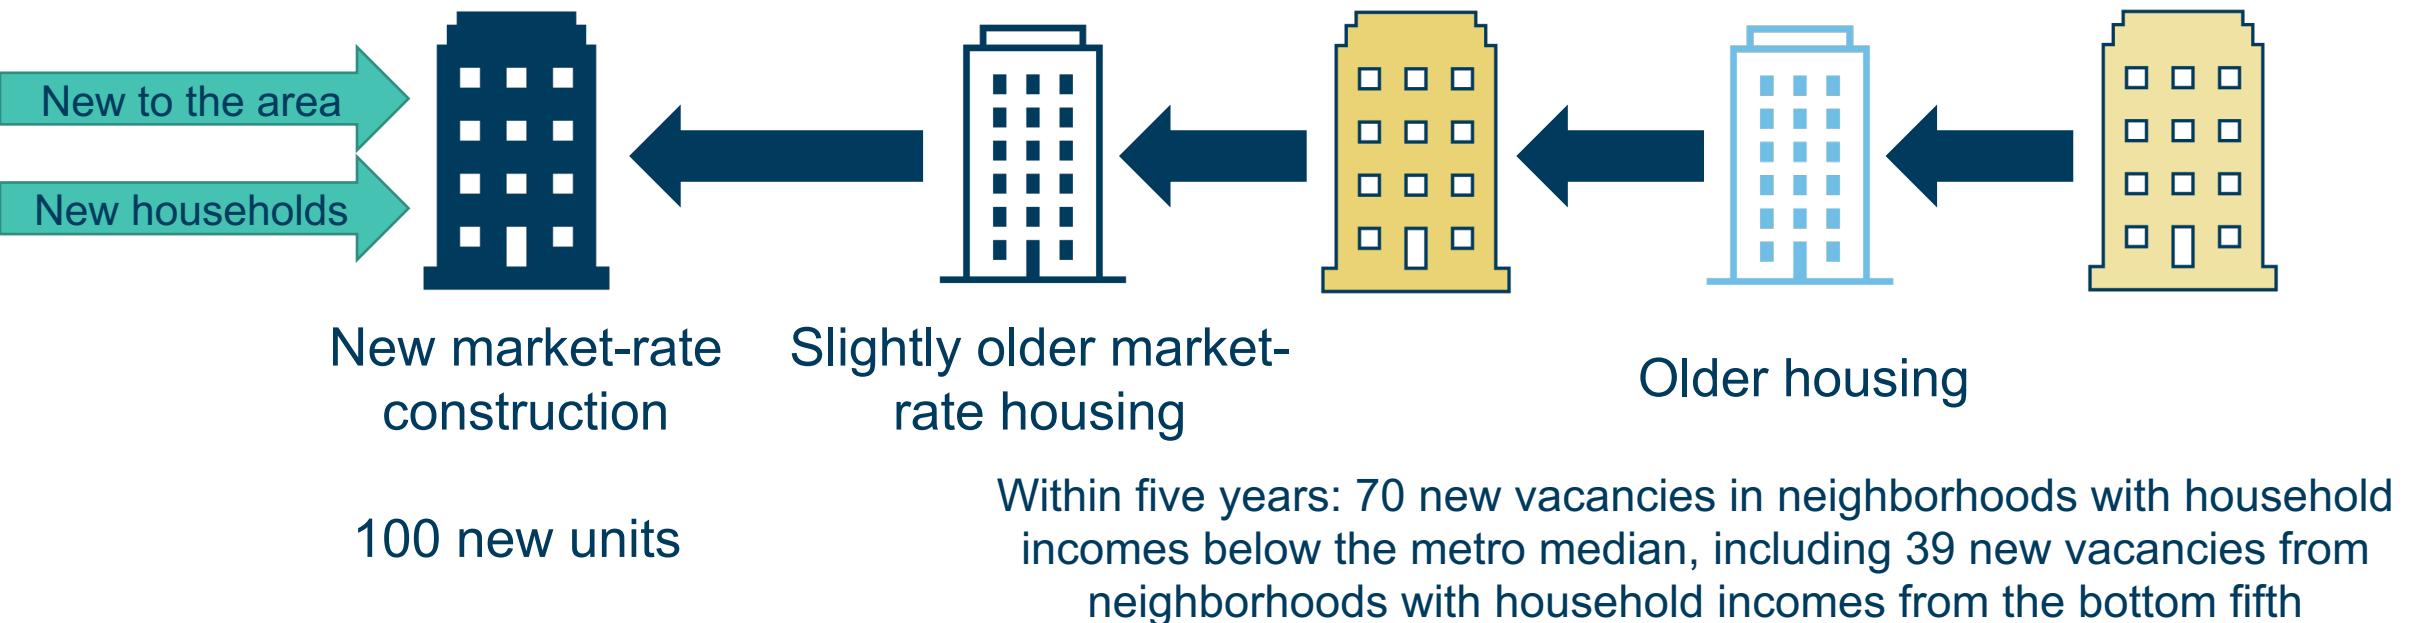 New to the area
New households
New market-rate
construction
Slightly older market-
rate housing
Older housing
100 new units
Within five years: 70 new vacancies in neighborhoods with household
incomes below the metro median, including 39 new vacancies from
neighborhoods with household incomes from the bottom fifth